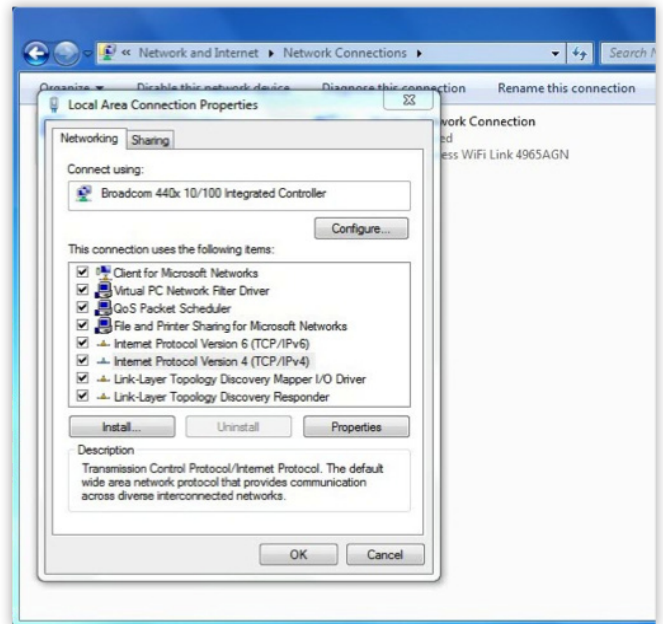 « Network and Internet ▸ Network Connections ▸
Search N
Organize ▾ Disable this network device Diagnose this connection Rename this connection
Local Area Connection Properties
work Connection
ed
ess WiFi Link 4965AGN
Networking Sharing
Connect using:
Broadcom 440x 10/100 Integrated Controller
Configure...
This connection uses the following items:
Client for Microsoft Networks
Virtual PC Network Filter Driver
QoS Packet Scheduler
File and Printer Sharing for Microsoft Networks
Internet Protocol Version 6 (TCP/IPv6)
Internet Protocol Version 4 (TCP/IPv4)
Link-Layer Topology Discovery Mapper I/O Driver
Link-Layer Topology Discovery Responder
Install... Uninstall Properties
Description
Transmission Control Protocol/Internet Protocol. The default
wide area network protocol that provides communication
across diverse interconnected networks.
OK Cancel